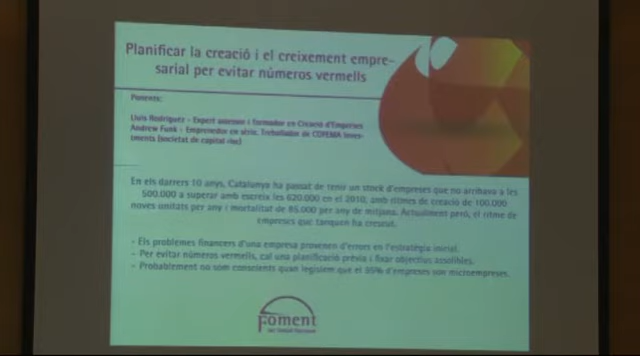 Planificar la creació i el creixement empre-
sarial per evitar números vermells
Ponents:
Lluís Rodríguez - Expert assessor i formador en Creació d'Empreses
Andrew Funk - Emprenedor en sèrie. Treballador de COFEMA Inves-
tments (societat de capital risc)
En els darrers 10 anys, Catalunya ha passat de tenir un stock d'empreses que no arribava a les
500.000 a superar amb escreix les 620.000 en el 2010, amb ritmes de creació de 100.000
noves unitats per any i mortalitat de 85.000 per any de mitjana. Actualment però, el ritme de
empreses que tanquen ha crescut.
- Els problemes financers d'una empresa provenen d'errors en l'estratègia inicial.
- Per evitar números vermells, cal una planificació prèvia i fixar objectius assolibles.
- Probablement no som conscients quan legislem que el 95% d'empreses son microempreses.
Foment